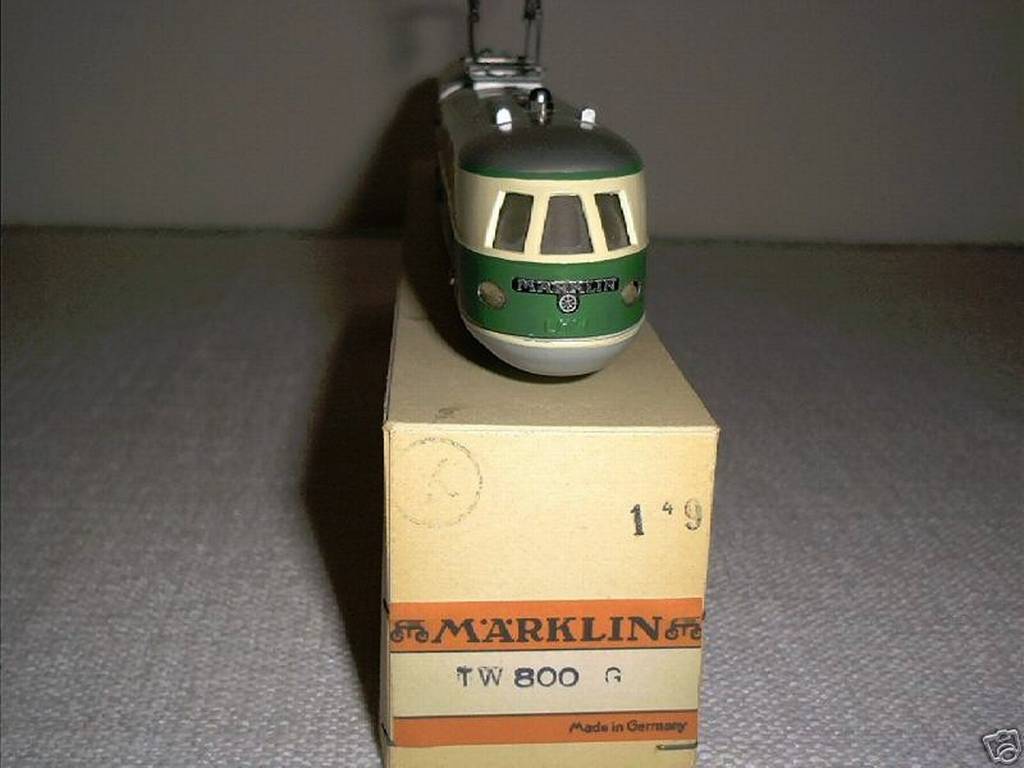 MÄRKLIN
1 4 9
MÄRKLIN
TW 800 G
Made in Germany